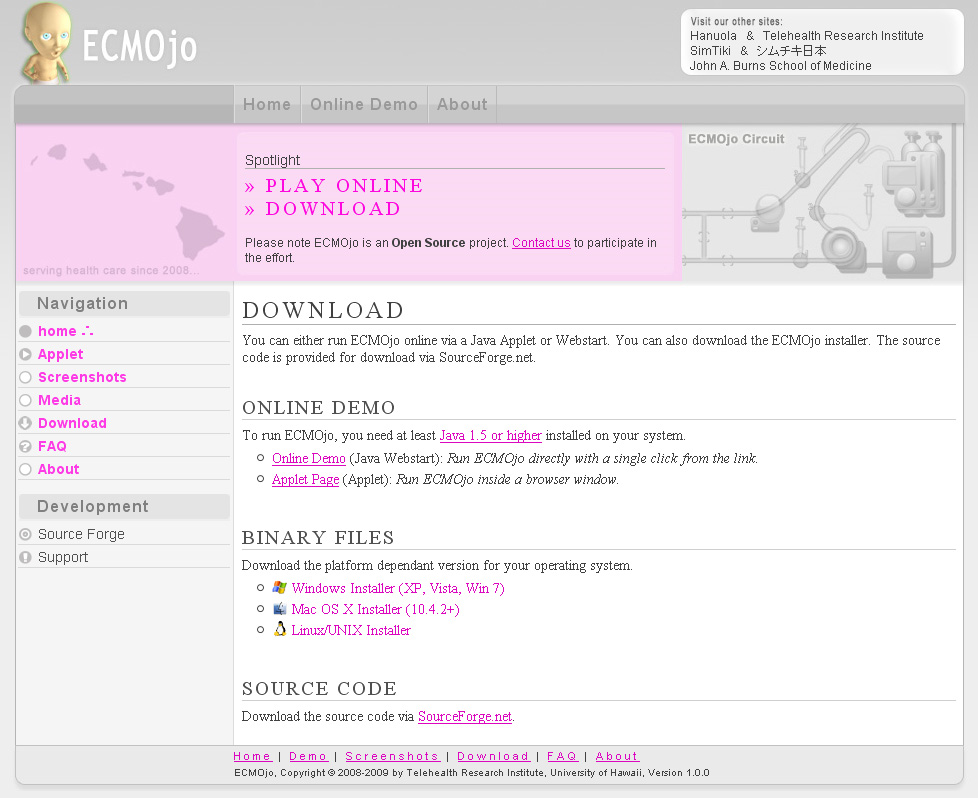 ECMOjo
Visit our other sites:
Hanuola & Telehealth Research Institute
SimTiki & シムチキ日本
John A. Burns School of Medicine
Home
Online Demo
About
serving health care since 2008...
Spotlight
» PLAY ONLINE
» DOWNLOAD
Please note ECMOjo is an Open Source project. Contact us to participate in
the effort.
ECMOjo Circuit
Navigation
home
Applet
Screenshots
Media
Download
FAQ
About
Development
Source Forge
Support
DOWNLOAD
You can either run ECMOjo online via a Java Applet or Webstart. You can also download the ECMOjo installer. The source
code is provided for download via SourceForge.net.
ONLINE DEMO
To run ECMOjo, you need at least Java 1.5 or higher installed on your system.
Online Demo (Java Webstart): Run ECMOjo directly with a single click from the link.
Applet Page (Applet): Run ECMOjo inside a browser window.
BINARY FILES
Download the platform dependant version for your operating system.
Windows Installer (XP, Vista, Win 7)
Mac OS X Installer (10.4.2+)
Linux/UNIX Installer
SOURCE CODE
Download the source code via SourceForge.net.
Home | Demo | Screenshots | Download | FAQ | About
ECMOjo, Copyright © 2008-2009 by Telehealth Research Institute, University of Hawaii, Version 1.0.0